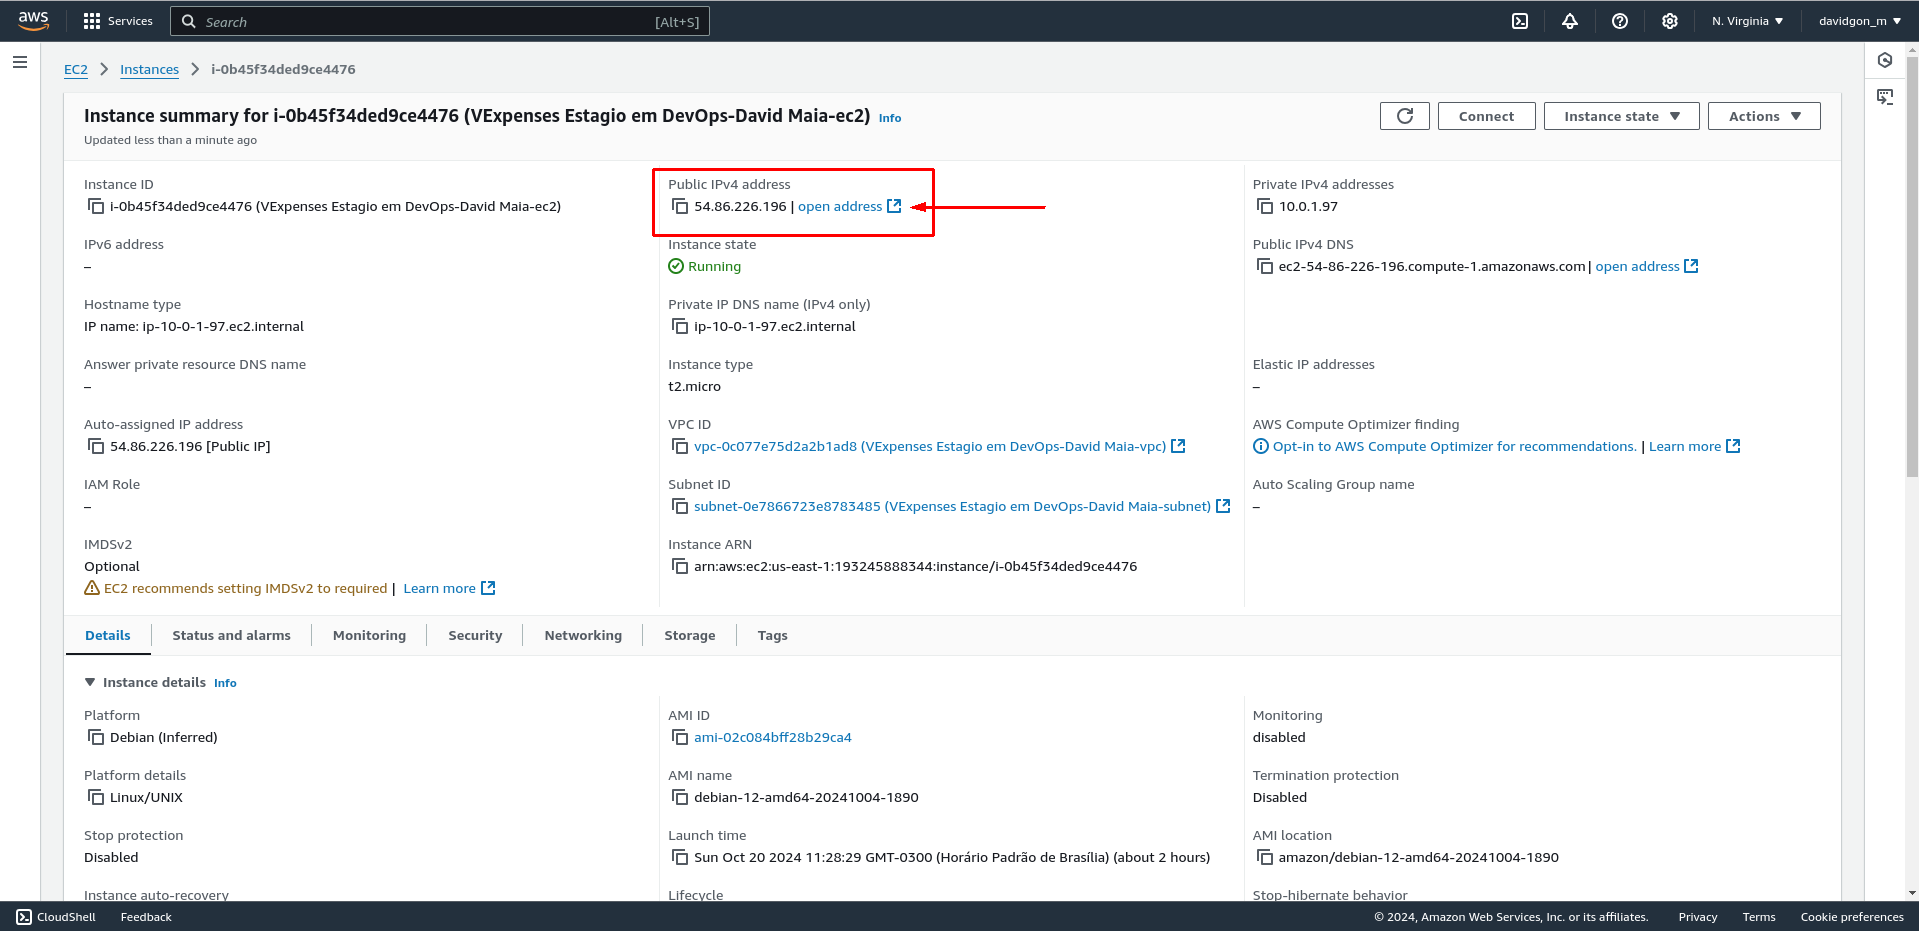 aws Services Search [Alt+S] N. Virginia davidgon_m
EC2 Instances i-0b45f34ded9ce4476
Instance summary for i-0b45f34ded9ce4476 (VExpenses Estagio em DevOps-David Maia-ec2) Info
Updated less than a minute ago
Connect Instance state Actions
Instance ID
i-0b45f34ded9ce4476 (VExpenses Estagio em DevOps-David Maia-ec2)
Public IPv4 address
54.86.226.196 | open address
Private IPv4 addresses
10.0.1.97
IPv6 address
–
Instance state
Running
Public IPv4 DNS
ec2-54-86-226-196.compute-1.amazonaws.com | open address
Hostname type
IP name: ip-10-0-1-97.ec2.internal
Private IP DNS name (IPv4 only)
ip-10-0-1-97.ec2.internal
Answer private resource DNS name
–
Instance type
t2.micro
Elastic IP addresses
–
Auto-assigned IP address
54.86.226.196 [Public IP]
VPC ID
vpc-0c077e75d2a2b1ad8 (VExpenses Estagio em DevOps-David Maia-vpc)
AWS Compute Optimizer finding
Opt-in to AWS Compute Optimizer for recommendations. | Learn more
IAM Role
–
Subnet ID
subnet-0e7866723e8783485 (VExpenses Estagio em DevOps-David Maia-subnet)
Auto Scaling Group name
–
IMDSv2
Optional
EC2 recommends setting IMDSv2 to required | Learn more
Instance ARN
arn:aws:ec2:us-east-1:193245888344:instance/i-0b45f34ded9ce4476
Details Status and alarms Monitoring Security Networking Storage Tags
Instance details Info
Platform
Debian (Inferred)
AMI ID
ami-02c084bff28b29ca4
Monitoring
disabled
Platform details
Linux/UNIX
AMI name
debian-12-amd64-20241004-1890
Termination protection
Disabled
Stop protection
Disabled
Launch time
Sun Oct 20 2024 11:28:29 GMT-0300 (Horário Padrão de Brasília) (about 2 hours)
AMI location
amazon/debian-12-amd64-20241004-1890
Instance auto-recovery
Lifecycle
Stop-hibernate behavior
CloudShell Feedback © 2024, Amazon Web Services, Inc. or its affiliates. Privacy Terms Cookie preferences